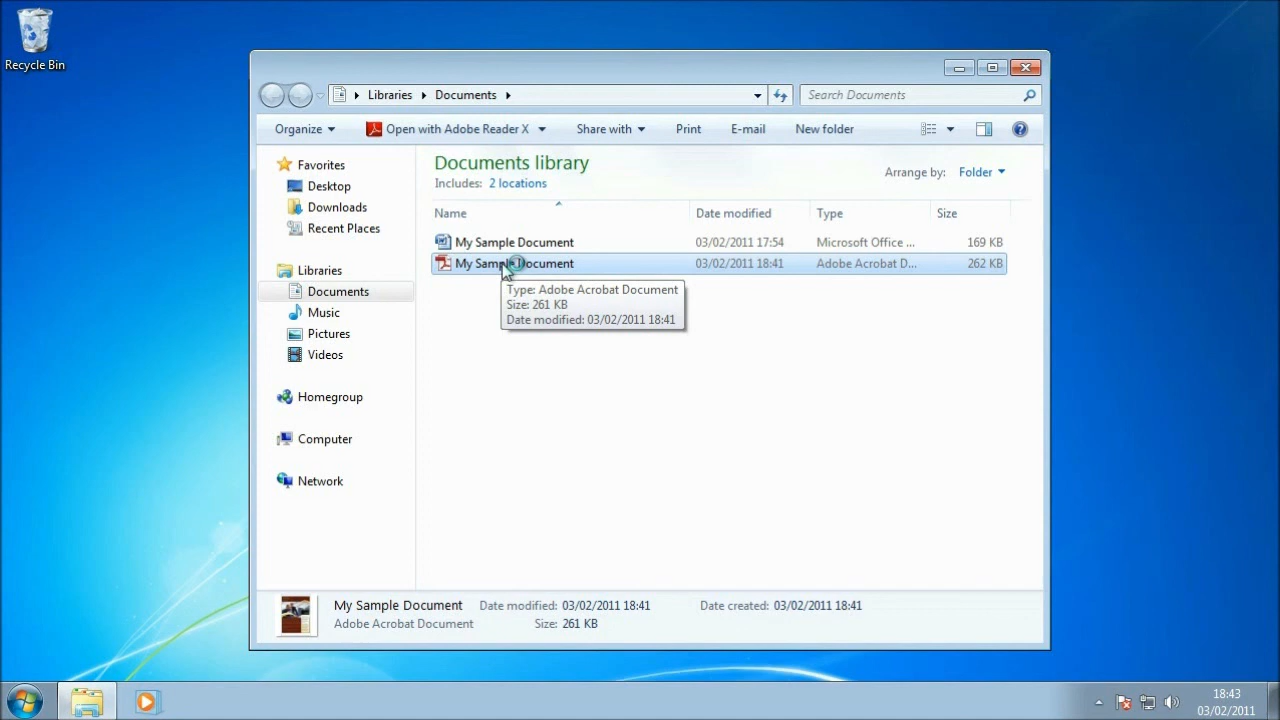 Recycle Bin
Libraries Documents
Search Documents
Organize Open with Adobe Reader X Share with Print E-mail New folder
Favorites
Desktop
Downloads
Recent Places
Libraries
Documents
Music
Pictures
Videos
Homegroup
Computer
Network
Documents library
Includes: 2 locations
Arrange by: Folder
Name Date modified Type Size
My Sample Document 03/02/2011 17:54 Microsoft Office ... 169 KB
My Sample Document 03/02/2011 18:41 Adobe Acrobat D... 262 KB
Type: Adobe Acrobat Document
Size: 261 KB
Date modified: 03/02/2011 18:41
My Sample Document Date modified: 03/02/2011 18:41 Date created: 03/02/2011 18:41
Adobe Acrobat Document Size: 261 KB
18:43
03/02/2011